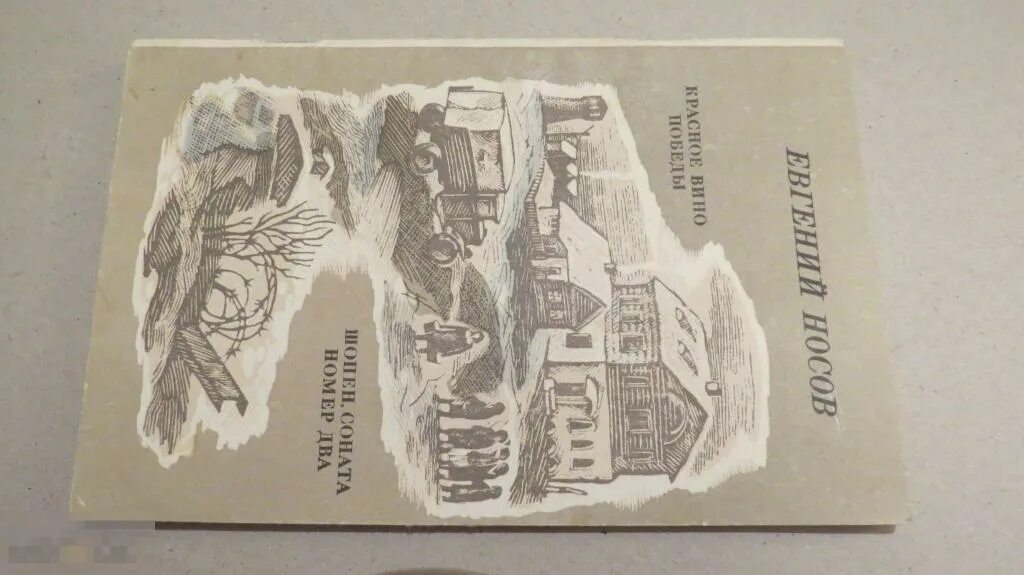 ЕВГЕНИЙ НОСОВ
КРАСНОЕ ВИНО
ПОБЕДЫ
ШОПЕН, СОНАТА
НОМЕР ДВА